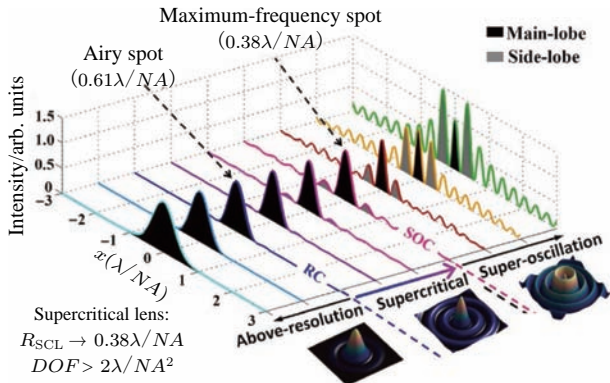 Maximum-frequency spot
(0.38λ/NA)
Airy spot
(0.61λ/NA)
Main-lobe
Side-lobe
Intensity/arb. units
1.5
1.0
0.5
0
−3
−2
−1
0
1
2
3
x(λ/NA)
RC
SOC
Above-resolution
Supercritical
Super-oscillation
Supercritical lens:
R_SCL → 0.38λ/NA
DOF > 2λ/NA²